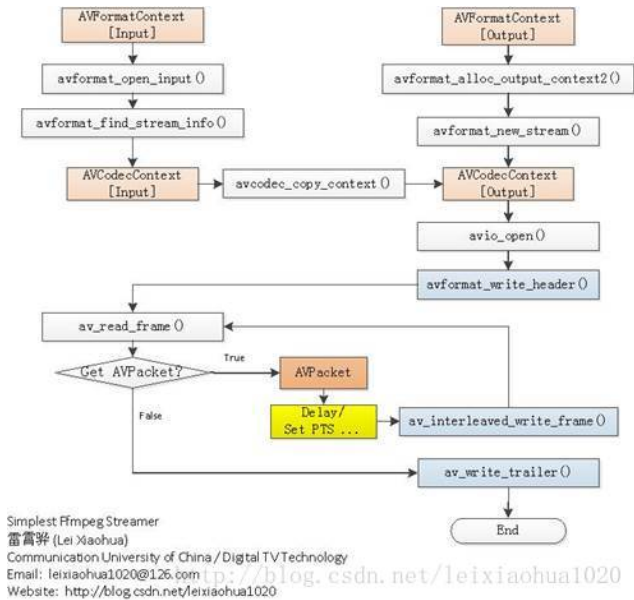 AVFormatContext
[Input]
AVFormatContext
[Output]
avformat_open_input()
avformat_alloc_output_context2()
avformat_find_stream_info()
avformat_new_stream()
AVCodecContext
[Input]
avcodec_copy_context()
AVCodecContext
[Output]
avio_open()
avformat_write_header()
av_read_frame()
Get AVPacket?
True
AVPacket
False
Delay/
Set PTS ...
av_interleaved_write_frame()
av_write_trailer()
End
Simplest FFmpeg Streamer
雷霄骅 (Lei Xiaohua)
Communication University of China / Digital TV Technology
Email: leixiaohua1020@126.com
http://blog.csdn.net/leixiaohua1020
Website: http://blog.csdn.net/leixiaohua1020